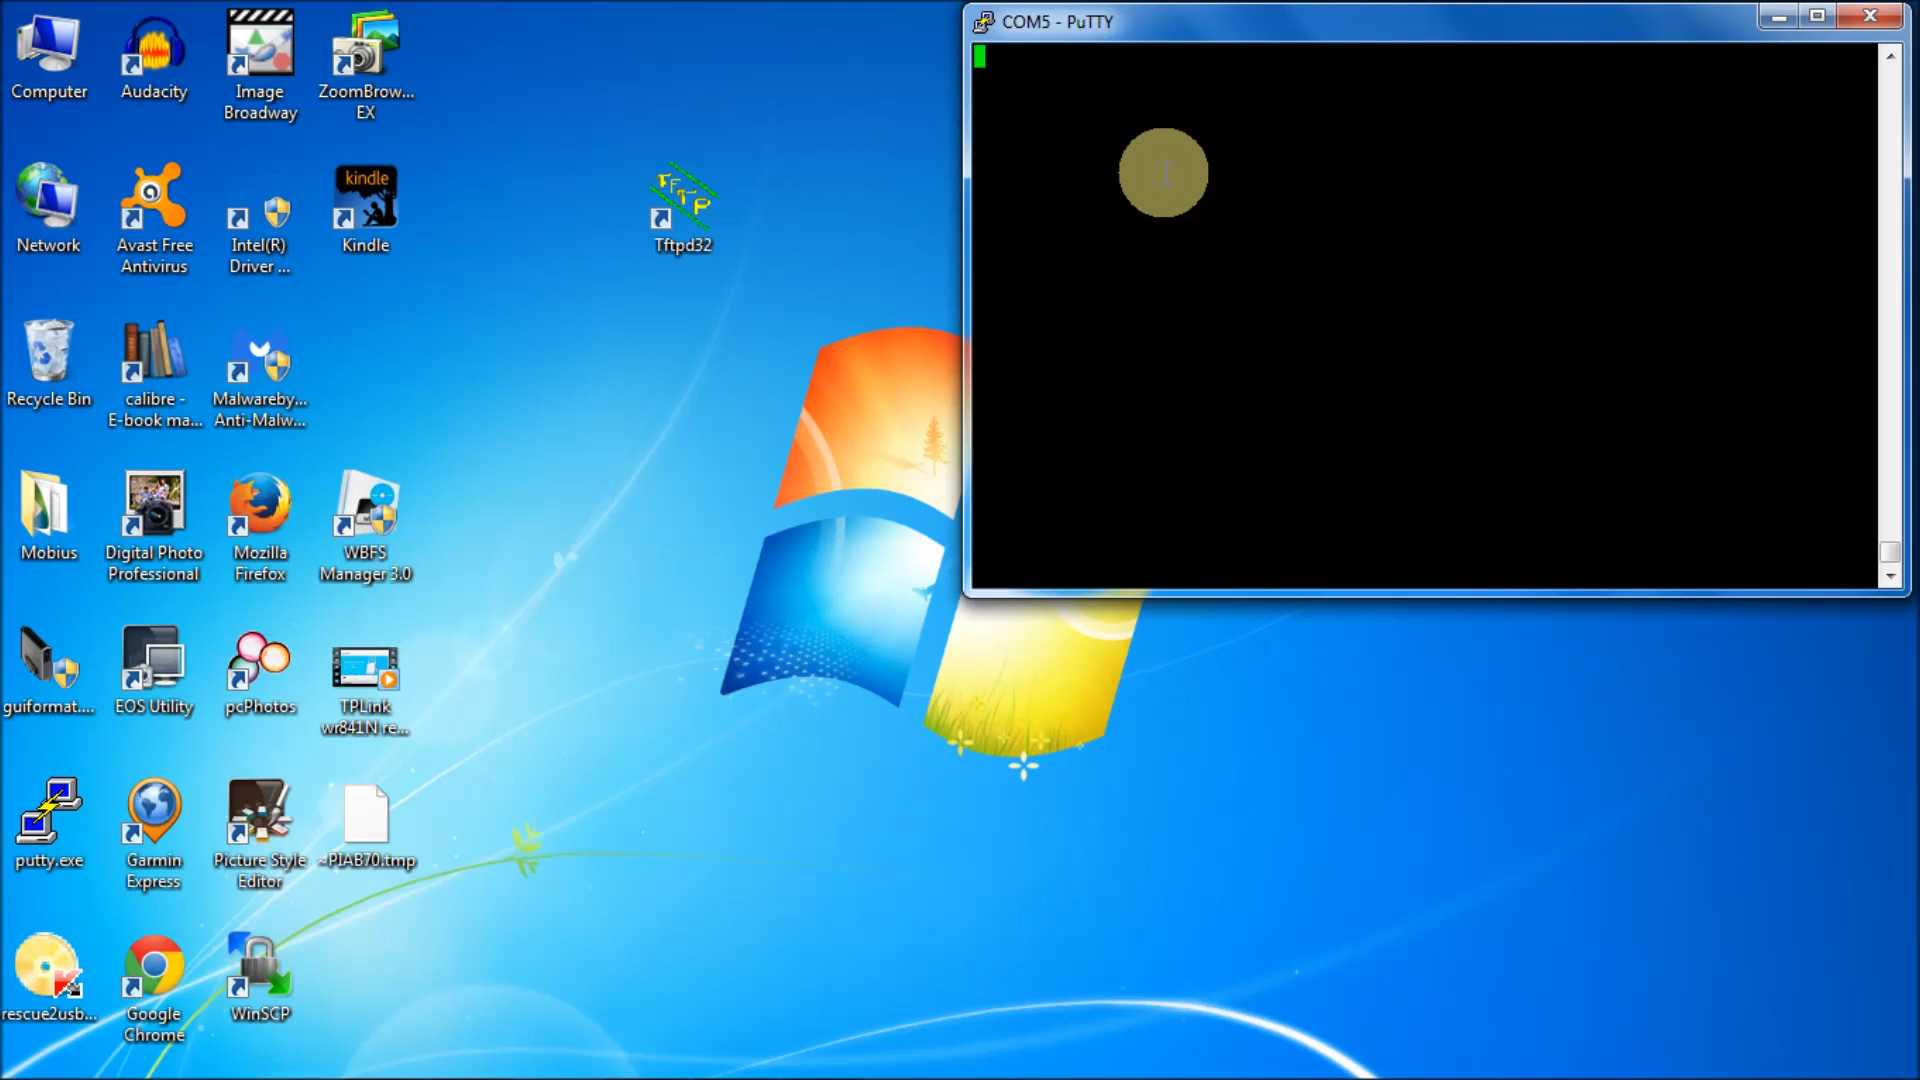 COM5 - PuTTY
Computer
Audacity
Image
Broadway
ZoomBrow...
EX
Network
Avast Free
Antivirus
Intel(R)
Driver ...
kindle
Kindle
TFTP
Tftpd32
Recycle Bin
calibre -
E-book ma...
Malwareby...
Anti-Malw...
Mobius
Digital Photo
Professional
Mozilla
Firefox
WBFS
Manager 3.0
guiformat....
EOS Utility
pcPhotos
TPLink
wr841N re...
putty.exe
Garmin
Express
Picture Style
Editor
~PIAB70.tmp
rescue2usb...
Google
Chrome
WinSCP